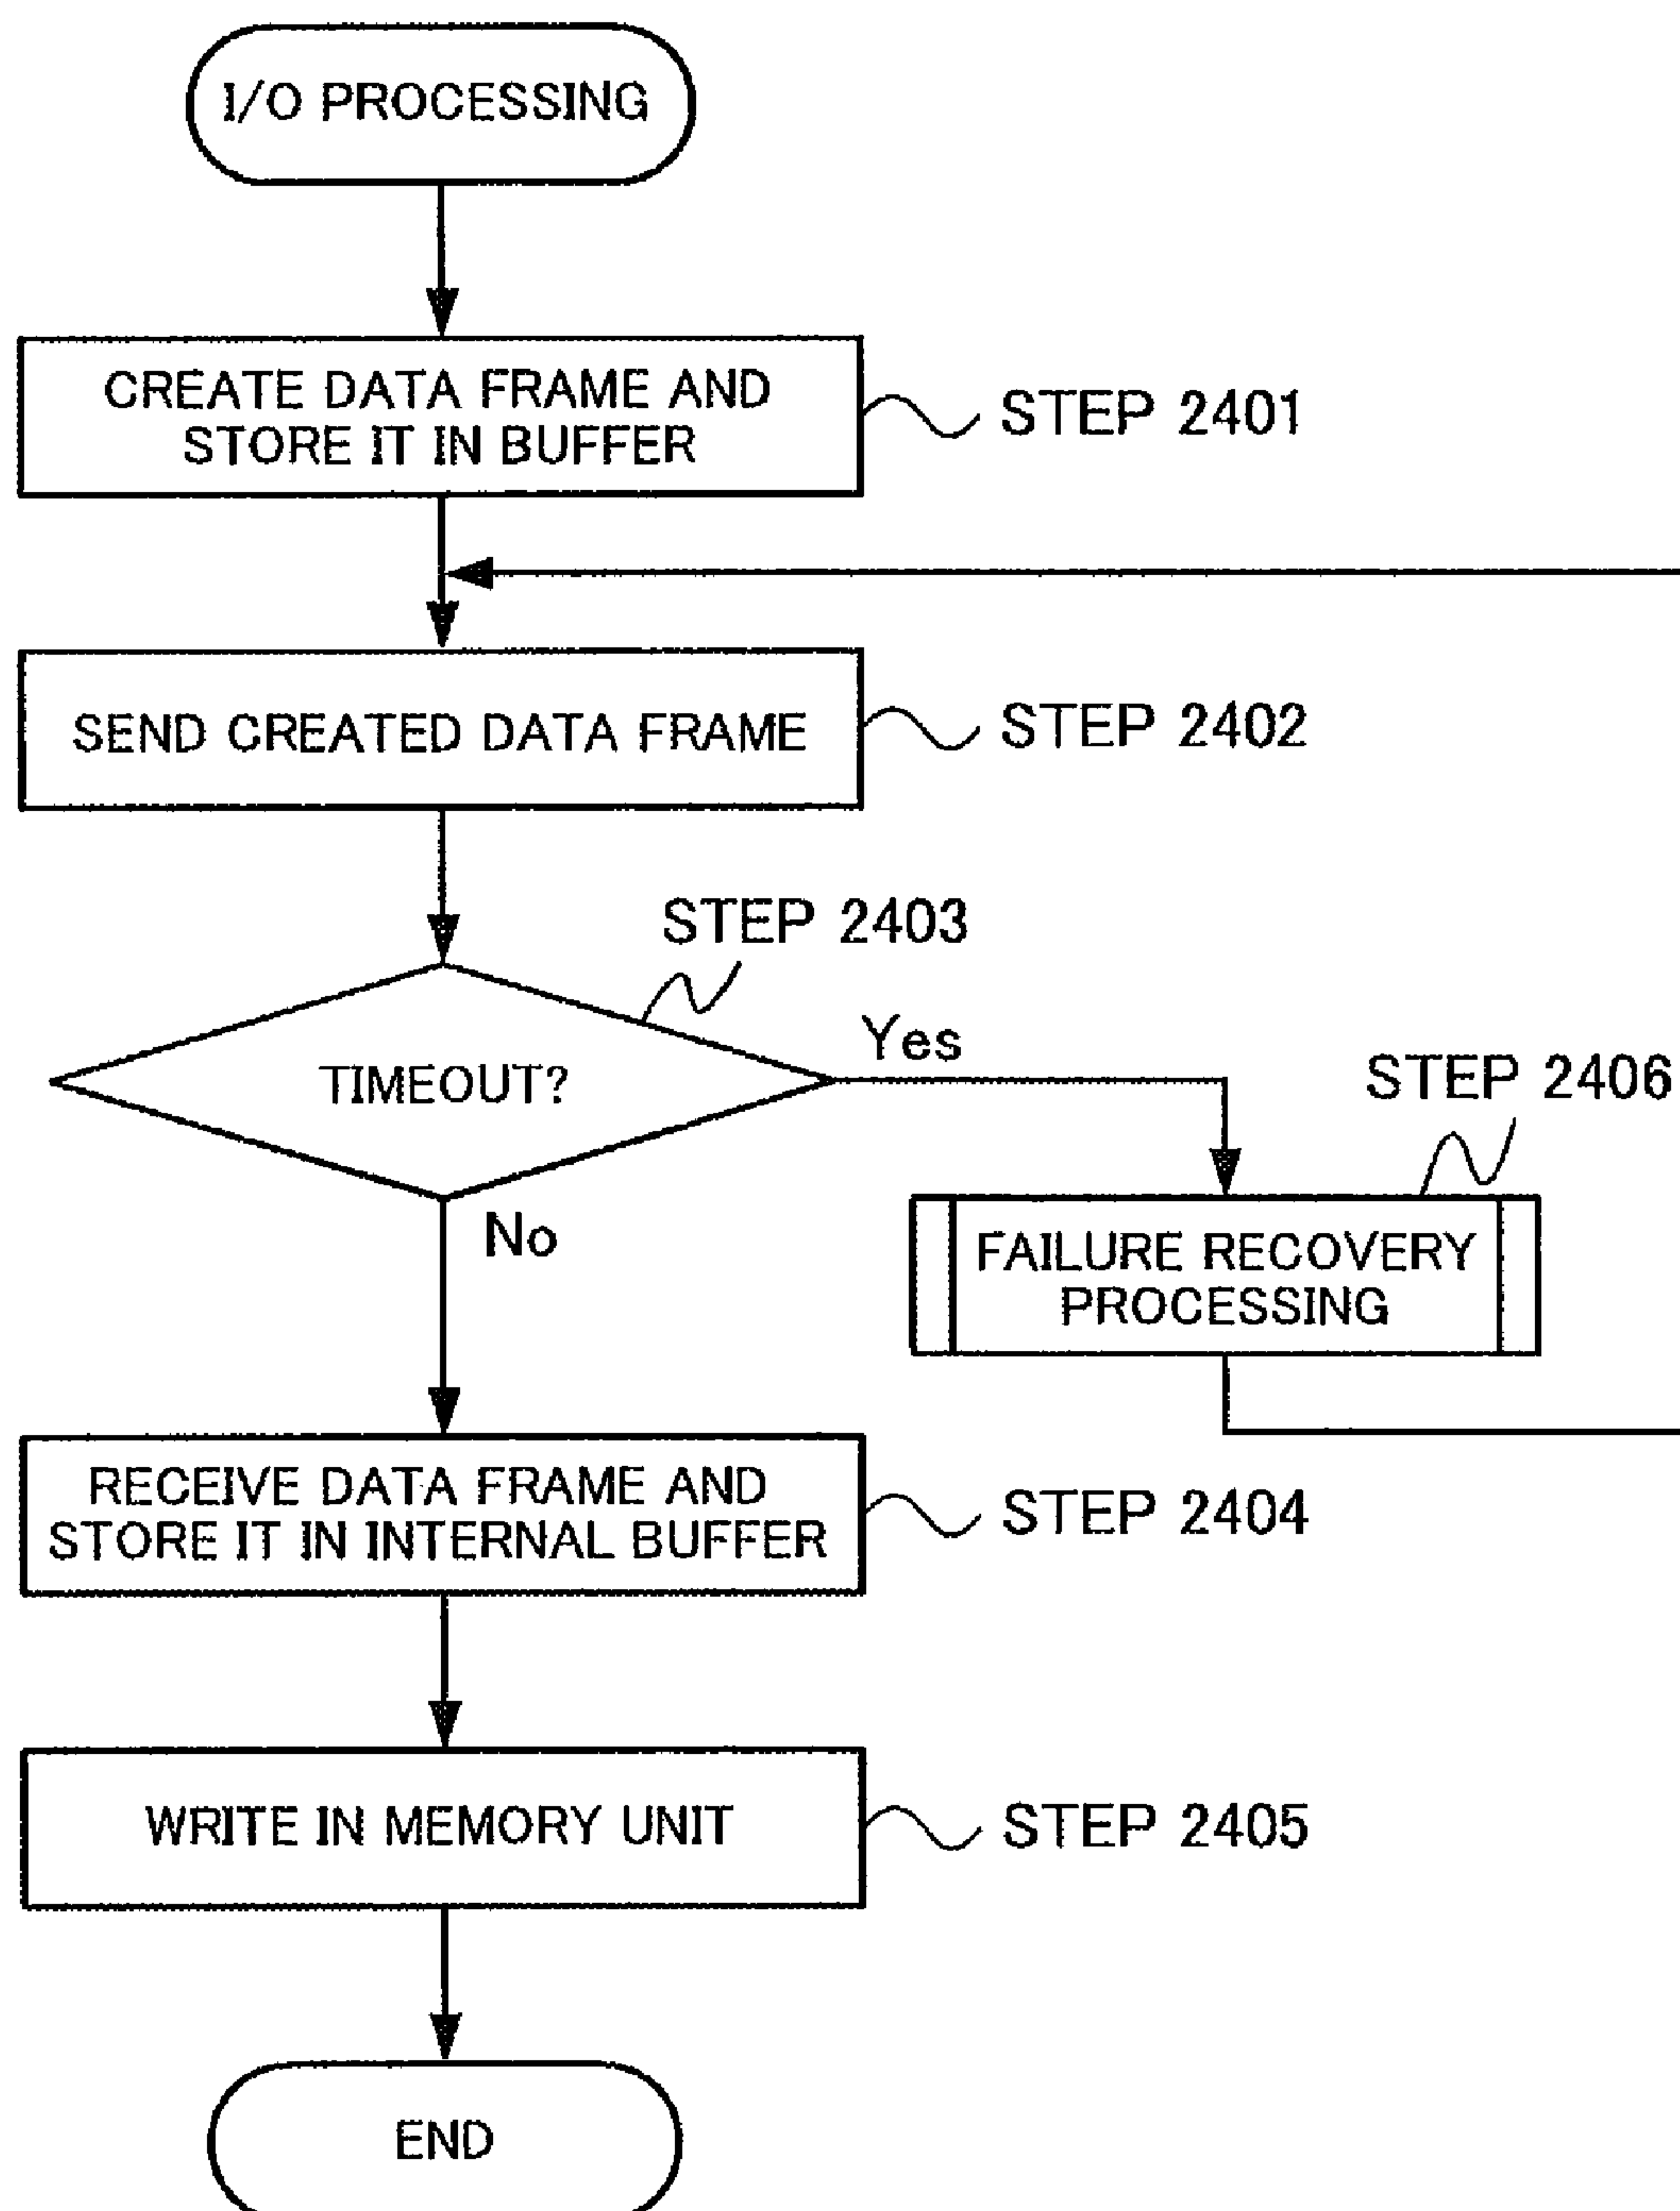 I/O PROCESSING
CREATE DATA FRAME AND
STORE IT IN BUFFER
STEP 2401
SEND CREATED DATA FRAME
STEP 2402
STEP 2403
TIMEOUT?
Yes
No
STEP 2406
FAILURE RECOVERY
PROCESSING
RECEIVE DATA FRAME AND
STORE IT IN INTERNAL BUFFER
STEP 2404
WRITE IN MEMORY UNIT
STEP 2405
END